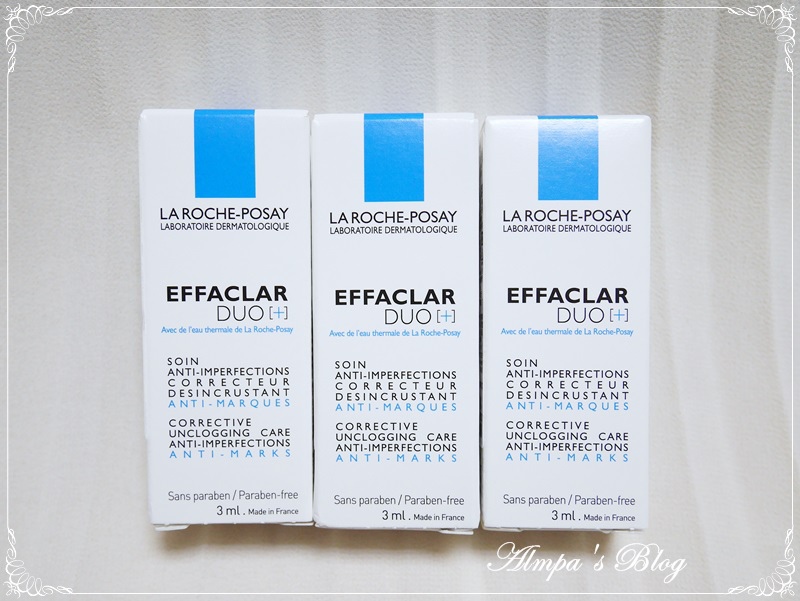 LA ROCHE-POSAY
LABORATOIRE DERMATOLOGIQUE
EFFACLAR
DUO [+]
Avec de l'eau thermale de La Roche-Posay
SOIN
ANTI-IMPERFECTIONS
CORRECTEUR
DESINCRUSTANT
ANTI-MARQUES
CORRECTIVE
UNCLOGGING CARE
ANTI-IMPERFECTIONS
ANTI-MARKS
Sans paraben / Paraben-free
3 ml . Made in France
LA ROCHE-POSAY
LABORATOIRE DERMATOLOGIQUE
EFFACLAR
DUO [+]
Avec de l'eau thermale de La Roche-Posay
SOIN
ANTI-IMPERFECTIONS
CORRECTEUR
DESINCRUSTANT
ANTI-MARQUES
CORRECTIVE
UNCLOGGING CARE
ANTI-IMPERFECTIONS
ANTI-MARKS
Sans paraben / Paraben-free
3 ml . Made in France
LA ROCHE-POSAY
LABORATOIRE DERMATOLOGIQUE
EFFACLAR
DUO [+]
Avec de l'eau thermale de La Roche-Posay
SOIN
ANTI-IMPERFECTIONS
CORRECTEUR
DESINCRUSTANT
ANTI-MARQUES
CORRECTIVE
UNCLOGGING CARE
ANTI-IMPERFECTIONS
ANTI-MARKS
Sans paraben / Paraben-free
3 ml . Made in France
Almpa's Blog